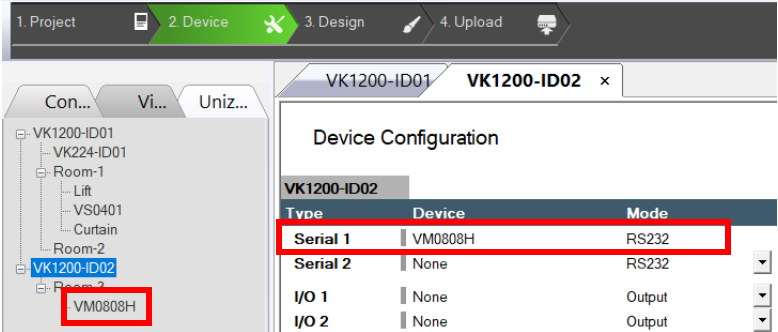 1. Project
2. Device
3. Design
4. Upload
Con...
Vi...
Uniz...
VK1200-ID01
VK224-ID01
Room-1
Lift
VS0401
Curtain
Room-2
VK1200-ID02
Room-3
VM0808H
VK1200-ID01
VK1200-ID02 ×
Device Configuration
VK1200-ID02
Type Device Mode
Serial 1 VM0808H RS232
Serial 2 None RS232
I/O 1 None Output
I/O 2 None Output